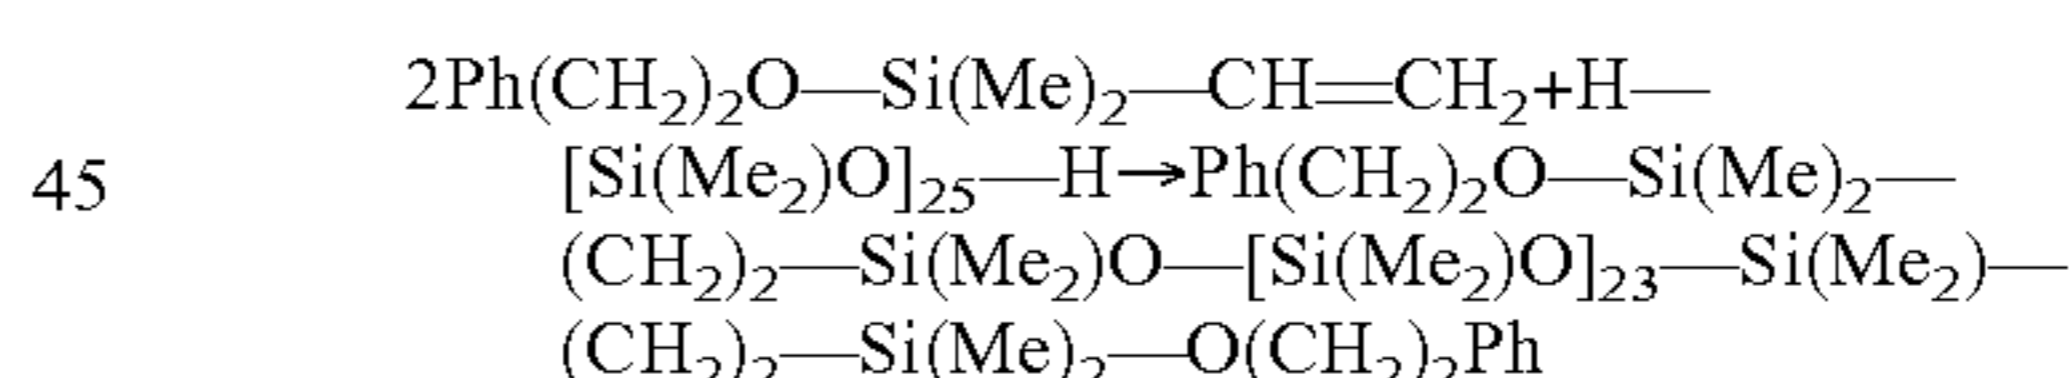 2Ph(CH₂)₂O—Si(Me)₂—CH=CH₂+H—
45 [Si(Me₂)O]₂₅—H→Ph(CH₂)₂O—Si(Me)₂—
(CH₂)₂—Si(Me₂)O—[Si(Me₂)O]₂₃—Si(Me₂)—
(CH₂)₂—Si(Me)₂—O(CH₂)₂Ph